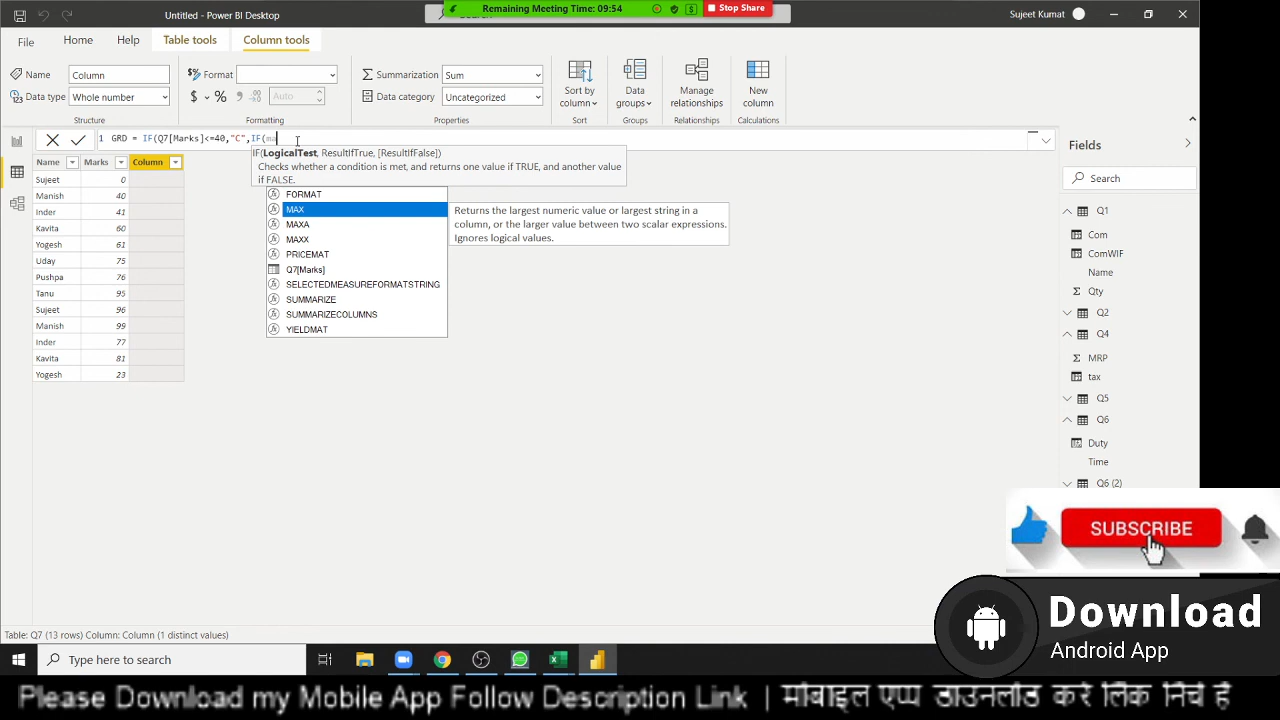 Untitled - Power BI Desktop
Remaining Meeting Time: 09:54
Stop Share
Sujeet Kumat
File
Home
Help
Table tools
Column tools
Name
Column
Data type
Whole number
Structure
Format
$
%
Auto
Formatting
Summarization
Sum
Data category
Uncategorized
Properties
Sort by
column
Sort
Data
groups
Groups
Manage
relationships
Relationships
New
column
Calculations
1 GRD = IF(Q7[Marks]<=40,"C",IF(ma
IF(LogicalTest, ResultIfTrue, [ResultIfFalse])
Checks whether a condition is met, and returns one value if TRUE, and another value
if FALSE.
FORMAT
MAX
MAXA
MAXX
PRICEMAT
Q7[Marks]
SELECTEDMEASUREFORMATSTRING
SUMMARIZE
SUMMARIZECOLUMNS
YIELDMAT
Returns the largest numeric value or largest string in a
column, or the larger value between two scalar expressions.
Ignores logical values.
Name Marks Column
Sujeet 0
Manish 40
Inder 41
Kavita 60
Yogesh 61
Uday 75
Pushpa 76
Tanu 95
Sujeet 96
Manish 99
Inder 77
Kavita 81
Yogesh 23
Fields
Search
Q1
Com
ComWIF
Name
Qty
Q2
Q4
MRP
tax
Q5
Q6
Duty
Time
Q6 (2)
SUBSCRIBE
Download
Android App
Table: Q7 (13 rows) Column: Column (1 distinct values)
Type here to search
Please Download my Mobile App Follow Description Link | मोबाइल एप्प डाउनलोड करे लिंक निचे है